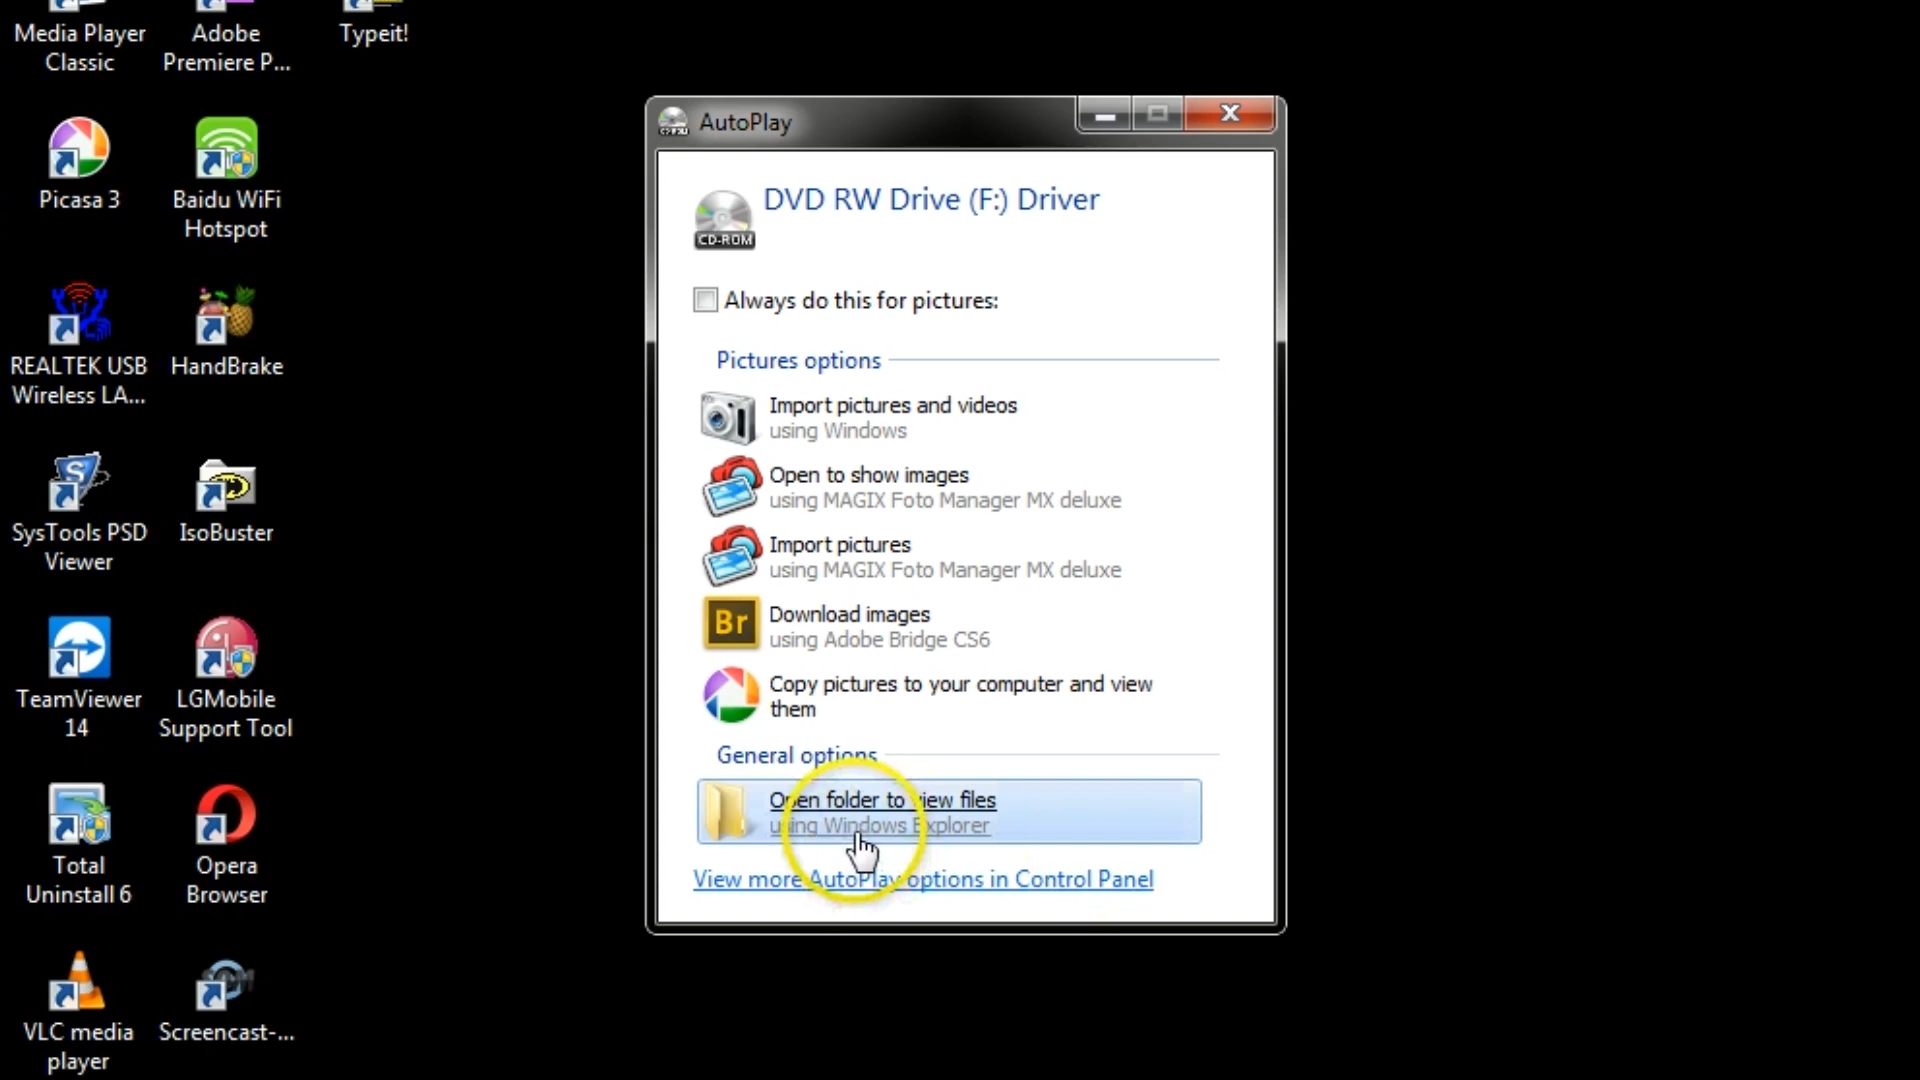 Media Player
Classic
Adobe
Premiere P...
Typeit!
Picasa 3
Baidu WiFi
Hotspot
REALTEK USB
Wireless LA...
HandBrake
SysTools PSD
Viewer
IsoBuster
TeamViewer
14
LGMobile
Support Tool
Total
Uninstall 6
Opera
Browser
VLC media
player
Screencast-...
AutoPlay
DVD RW Drive (F:) Driver
CD-ROM
Always do this for pictures:
Pictures options
Import pictures and videos
using Windows
Open to show images
using MAGIX Foto Manager MX deluxe
Import pictures
using MAGIX Foto Manager MX deluxe
Br
Download images
using Adobe Bridge CS6
Copy pictures to your computer and view
them
General options
Open folder to view files
using Windows Explorer
View more AutoPlay options in Control Panel